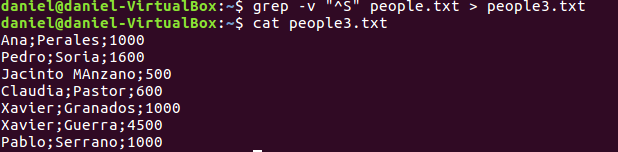 daniel@daniel-VirtualBox:~$ grep -v "^S" people.txt > people3.txt
daniel@daniel-VirtualBox:~$ cat people3.txt
Ana;Perales;1000
Pedro;Soria;1600
Jacinto MAnzano;500
Claudia;Pastor;600
Xavier;Granados;1000
Xavier;Guerra;4500
Pablo;Serrano;1000